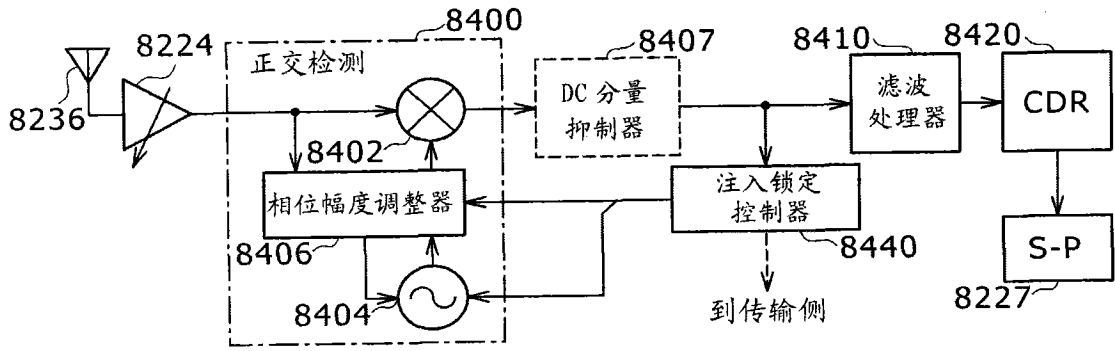 8400
8224
8407
8410
8420
正交检测
8236
DC 分量
抑制器
滤波
处理器
CDR
8402
相位幅度调整器
注入锁定
控制器
8406
8440
S-P
8404
到传输侧
8227